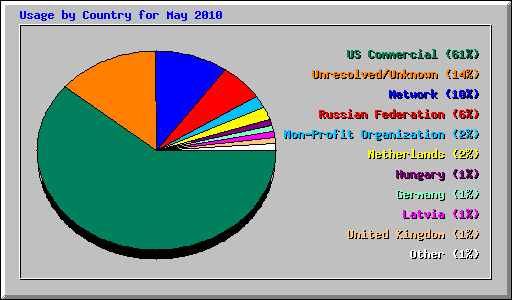 Usage by Country for May 2010
US Commercial (61%)
Unresolved/Unknown (14%)
Network (10%)
Russian Federation (6%)
Non-Profit Organization (2%)
Netherlands (2%)
Hungary (1%)
Germany (1%)
Latvia (1%)
United Kingdom (1%)
Other (1%)